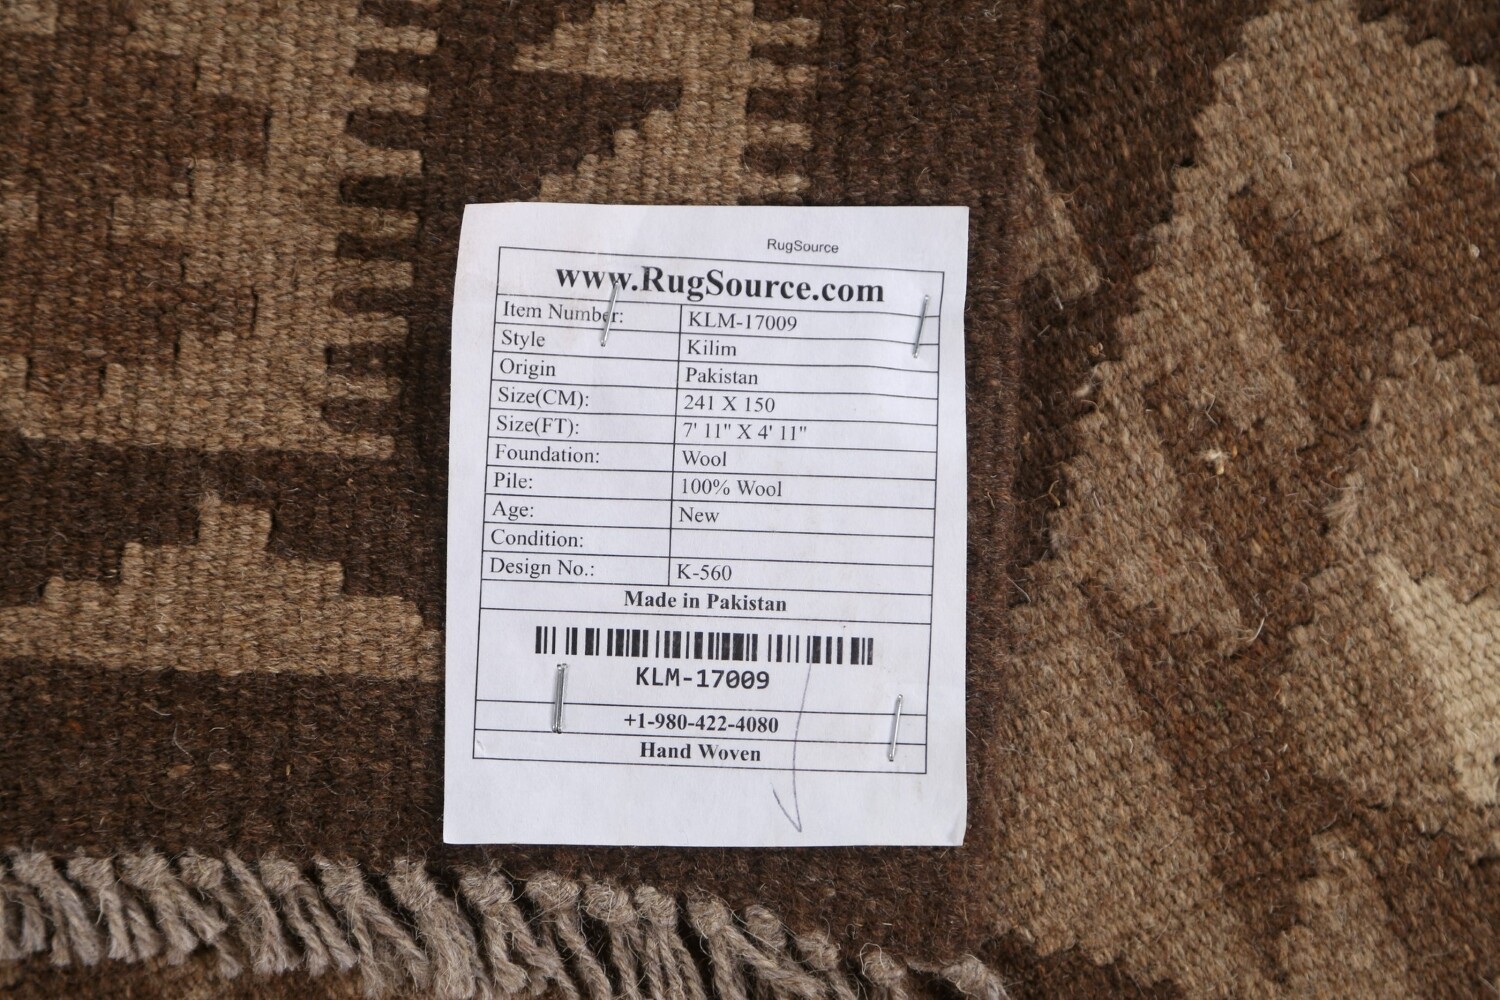 RugSource
www.RugSource.com
Item Number: KLM-17009
Style Kilim
Origin Pakistan
Size(CM): 241 X 150
Size(FT): 7' 11" X 4' 11"
Foundation: Wool
Pile: 100% Wool
Age: New
Condition:
Design No.: K-560
Made in Pakistan
KLM-17009
+1-980-422-4080
Hand Woven